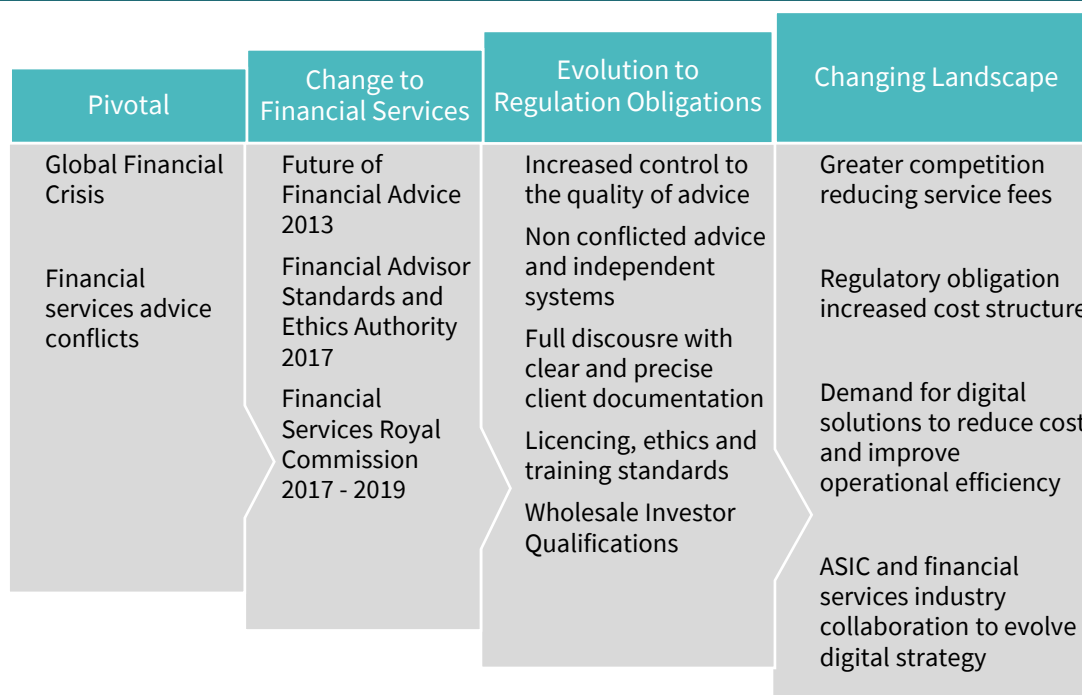 Pivotal
Global Financial
Crisis
Financial
services advice
conflicts
Change to
Financial Services
Future of
Financial Advice
2013
Financial Advisor
Standards and
Ethics Authority
2017
Financial
Services Royal
Commission
2017 - 2019
Evolution to
Regulation Obligations
Increased control to
the quality of advice
Non conflicted advice
and independent
systems
Full discousre with
clear and precise
client documentation
Licencing, ethics and
training standards
Wholesale Investor
Qualifications
Changing Landscape
Greater competition
reducing service fees
Regulatory obligation
increased cost structure
Demand for digital
solutions to reduce cost
and improve
operational efficiency
ASIC and financial
services industry
collaboration to evolve
digital strategy